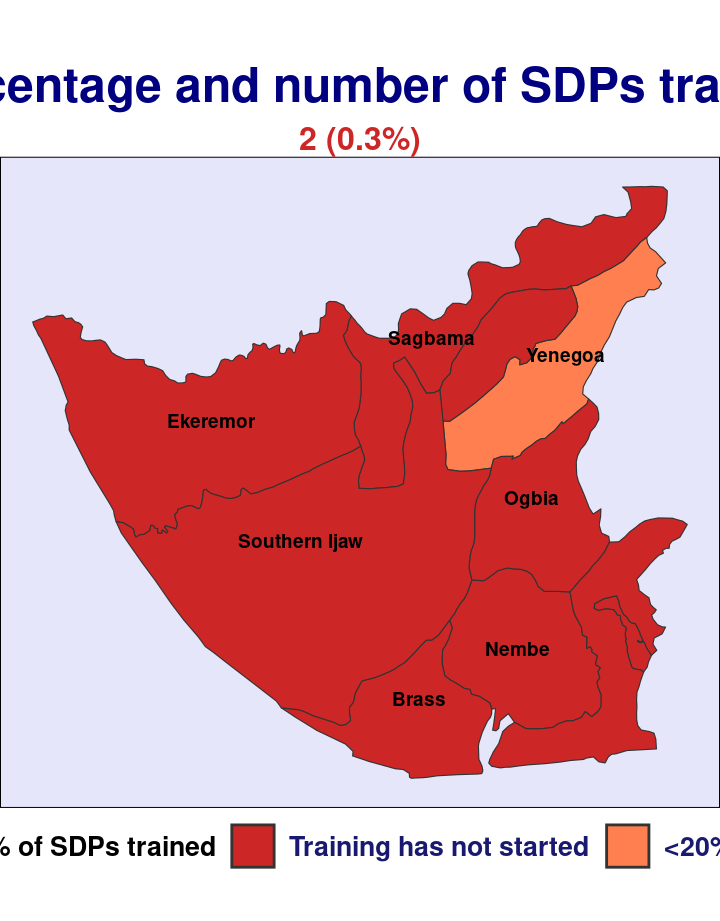 centage and number of SDPs tra
2 (0.3%)
Sagbama
Yenegoa
Ekeremor
Ogbia
Southern Ijaw
Nembe
Brass
% of SDPs trained Training has not started <20%